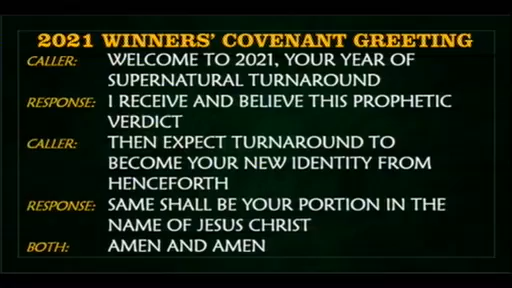 2021 WINNERS' COVENANT GREETING
CALLER: WELCOME TO 2021, YOUR YEAR OF
SUPERNATURAL TURNAROUND
RESPONSE: I RECEIVE AND BELIEVE THIS PROPHETIC
VERDICT
CALLER: THEN EXPECT TURNAROUND TO
BECOME YOUR NEW IDENTITY FROM
HENCEFORTH
RESPONSE: SAME SHALL BE YOUR PORTION IN THE
NAME OF JESUS CHRIST
BOTH: AMEN AND AMEN